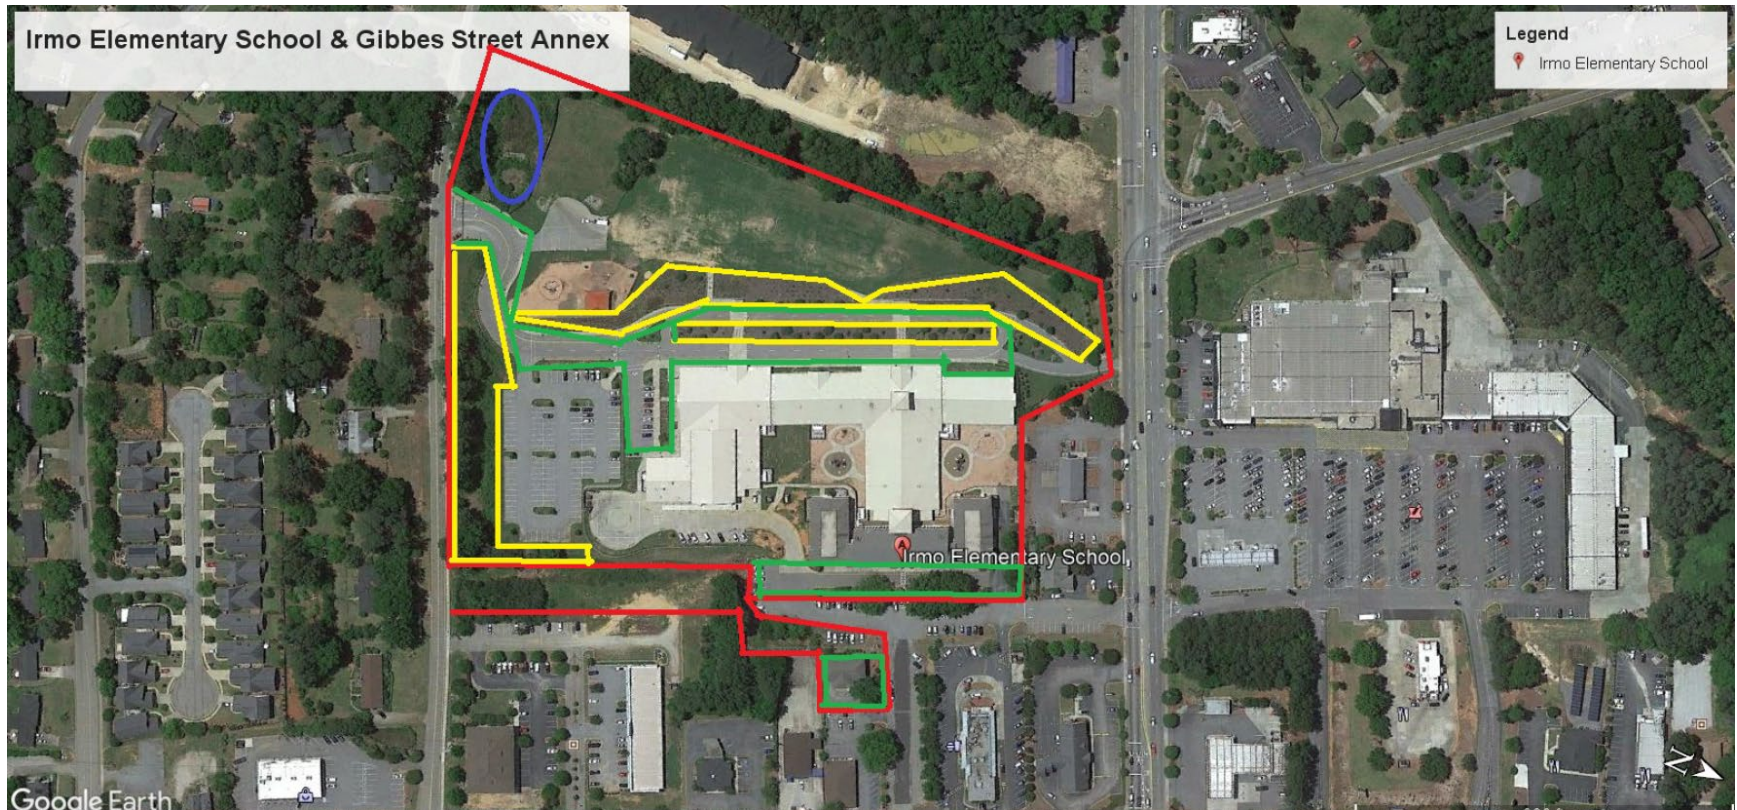 Irmo Elementary School & Gibbes Street Annex
Legend
Irmo Elementary School
A
Irmo Elementary School
Google Earth
N